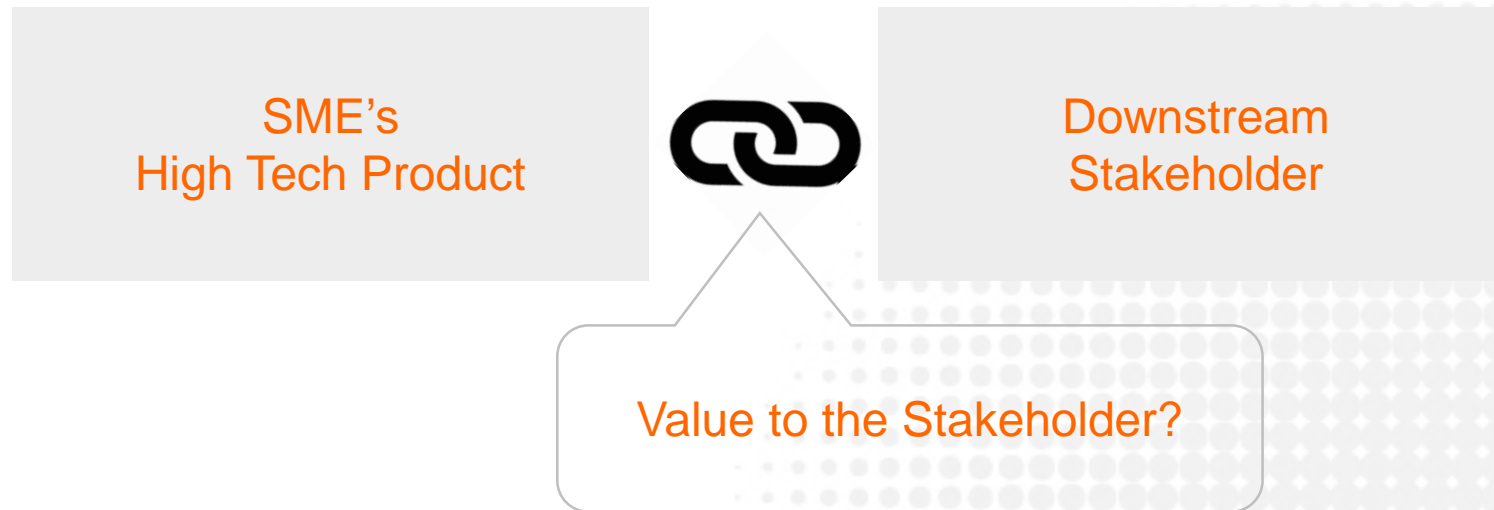 SME’s
High Tech Product
Downstream
Stakeholder
Value to the Stakeholder?